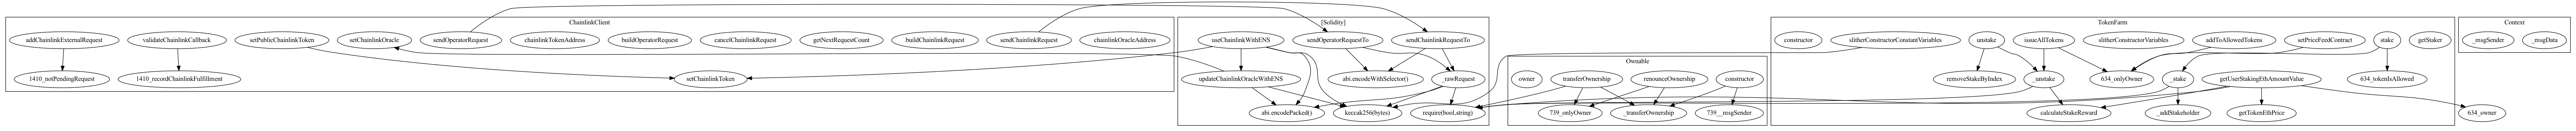 ChainlinkClient
addChainlinkExternalRequest
validateChainlinkCallback
setPublicChainlinkToken
setChainlinkOracle
sendOperatorRequest
chainlinkTokenAddress
buildOperatorRequest
cancelChainlinkRequest
getNextRequestCount
buildChainlinkRequest
sendChainlinkRequest
chainlinkOracleAddress
1410_notPendingRequest
1410_recordChainlinkFulfillment
setChainlinkToken
[Solidity]
useChainlinkWithENS
sendOperatorRequestTo
sendChainlinkRequestTo
updateChainlinkOracleWithENS
abi.encodeWithSelector()
_rawRequest
abi.encodePacked()
keccak256(bytes)
require(bool,string)
Ownable
owner
transferOwnership
renounceOwnership
constructor
739_onlyOwner
_transferOwnership
739__msgSender
TokenFarm
constructor
slitherConstructorConstantVariables
unstake
issueAllTokens
slitherConstructorVariables
addToAllowedTokens
setPriceFeedContract
stake
getStaker
removeStakeByIndex
_unstake
634_onlyOwner
_stake
getUserStakingEthAmountValue
634_tokenIsAllowed
calculateStakeReward
_addStakeholder
getTokenEthPrice
634_owner
Context
_msgSender
_msgData